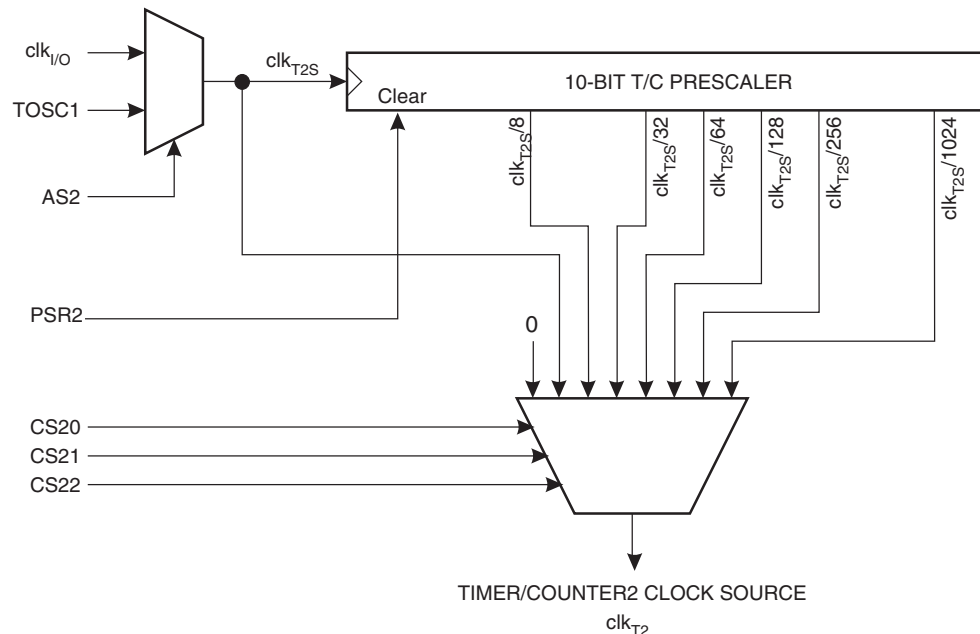 clkI/O
TOSC1
AS2
clkT2S
10-BIT T/C PRESCALER
Clear
clkT2S/8
clkT2S/32
clkT2S/64
clkT2S/128
clkT2S/256
clkT2S/1024
PSR2
0
CS20
CS21
CS22
TIMER/COUNTER2 CLOCK SOURCE
clkT2